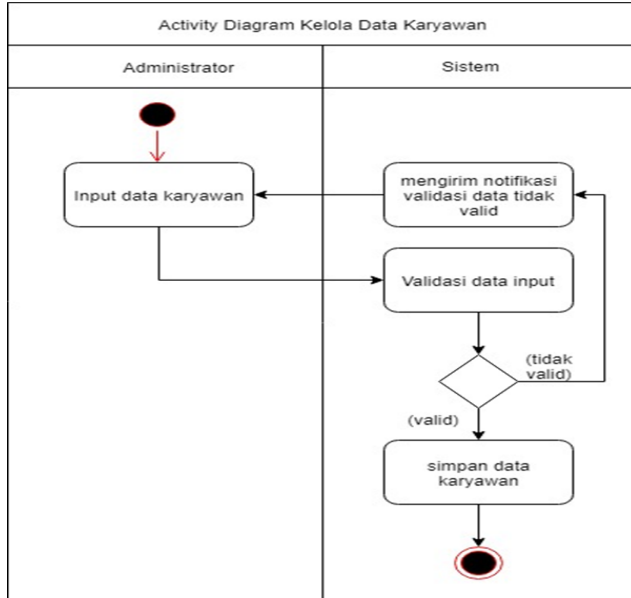 Activity Diagram Kelola Data Karyawan
Administrator
Sistem
Input data karyawan
mengirim notifikasi
validasi data tidak
valid
Validasi data input
(tidak
valid)
(valid)
simpan data
karyawan